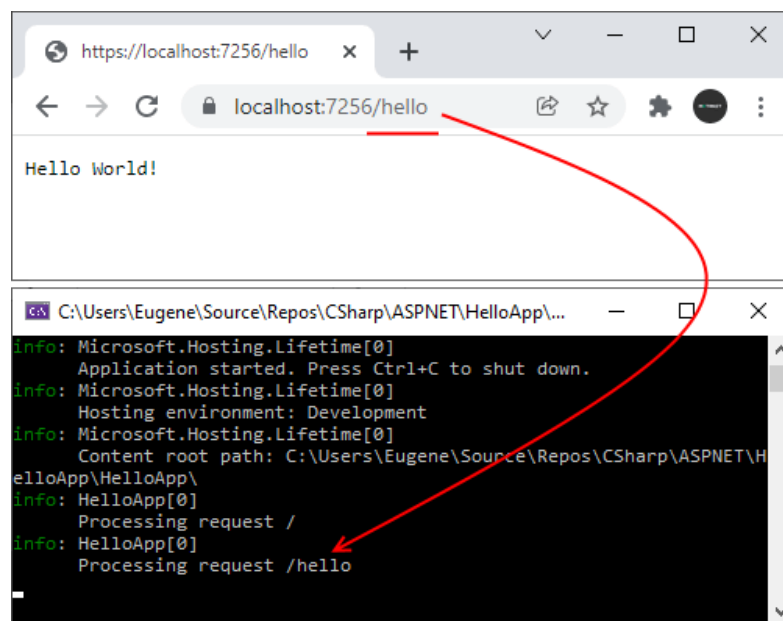 https://localhost:7256/hello
localhost:7256/hello
Hello World!
C:\Users\Eugene\Source\Repos\CSharp\ASPNET\HelloApp\...
info: Microsoft.Hosting.Lifetime[0]
Application started. Press Ctrl+C to shut down.
info: Microsoft.Hosting.Lifetime[0]
Hosting environment: Development
info: Microsoft.Hosting.Lifetime[0]
Content root path: C:\Users\Eugene\Source\Repos\CSharp\ASPNET\H
elloApp\HelloApp\
info: HelloApp[0]
Processing request /
info: HelloApp[0]
Processing request /hello